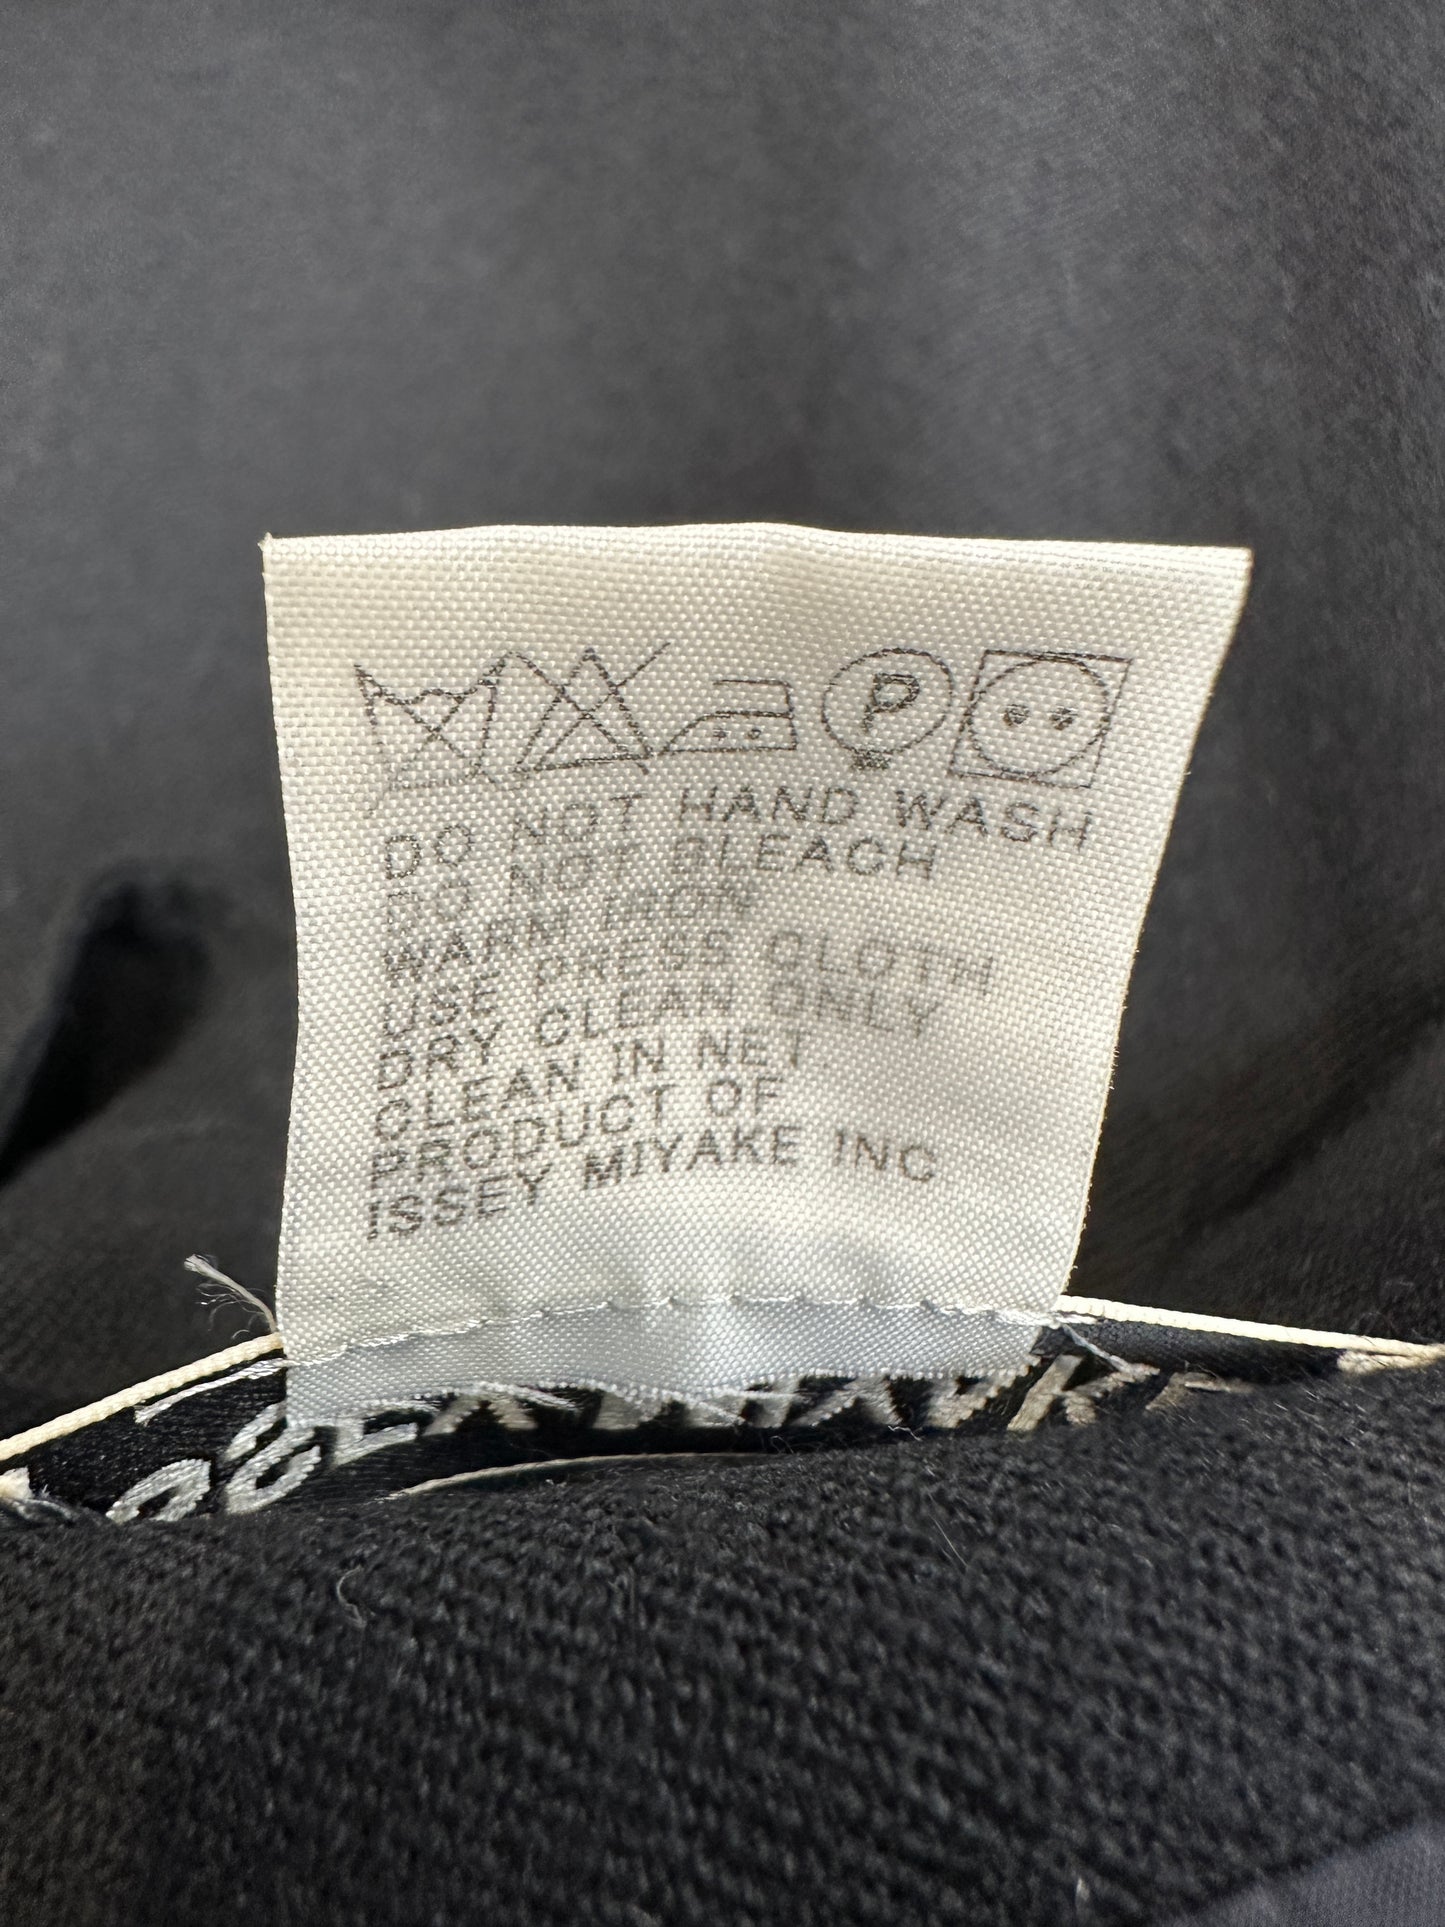 P
DO NOT HAND WASH
DO NOT BLEACH
WARM IRON
USE PRESS CLOTH
DRY CLEAN ONLY
CLEAN IN NET
PRODUCT OF
ISSEY MIYAKE INC